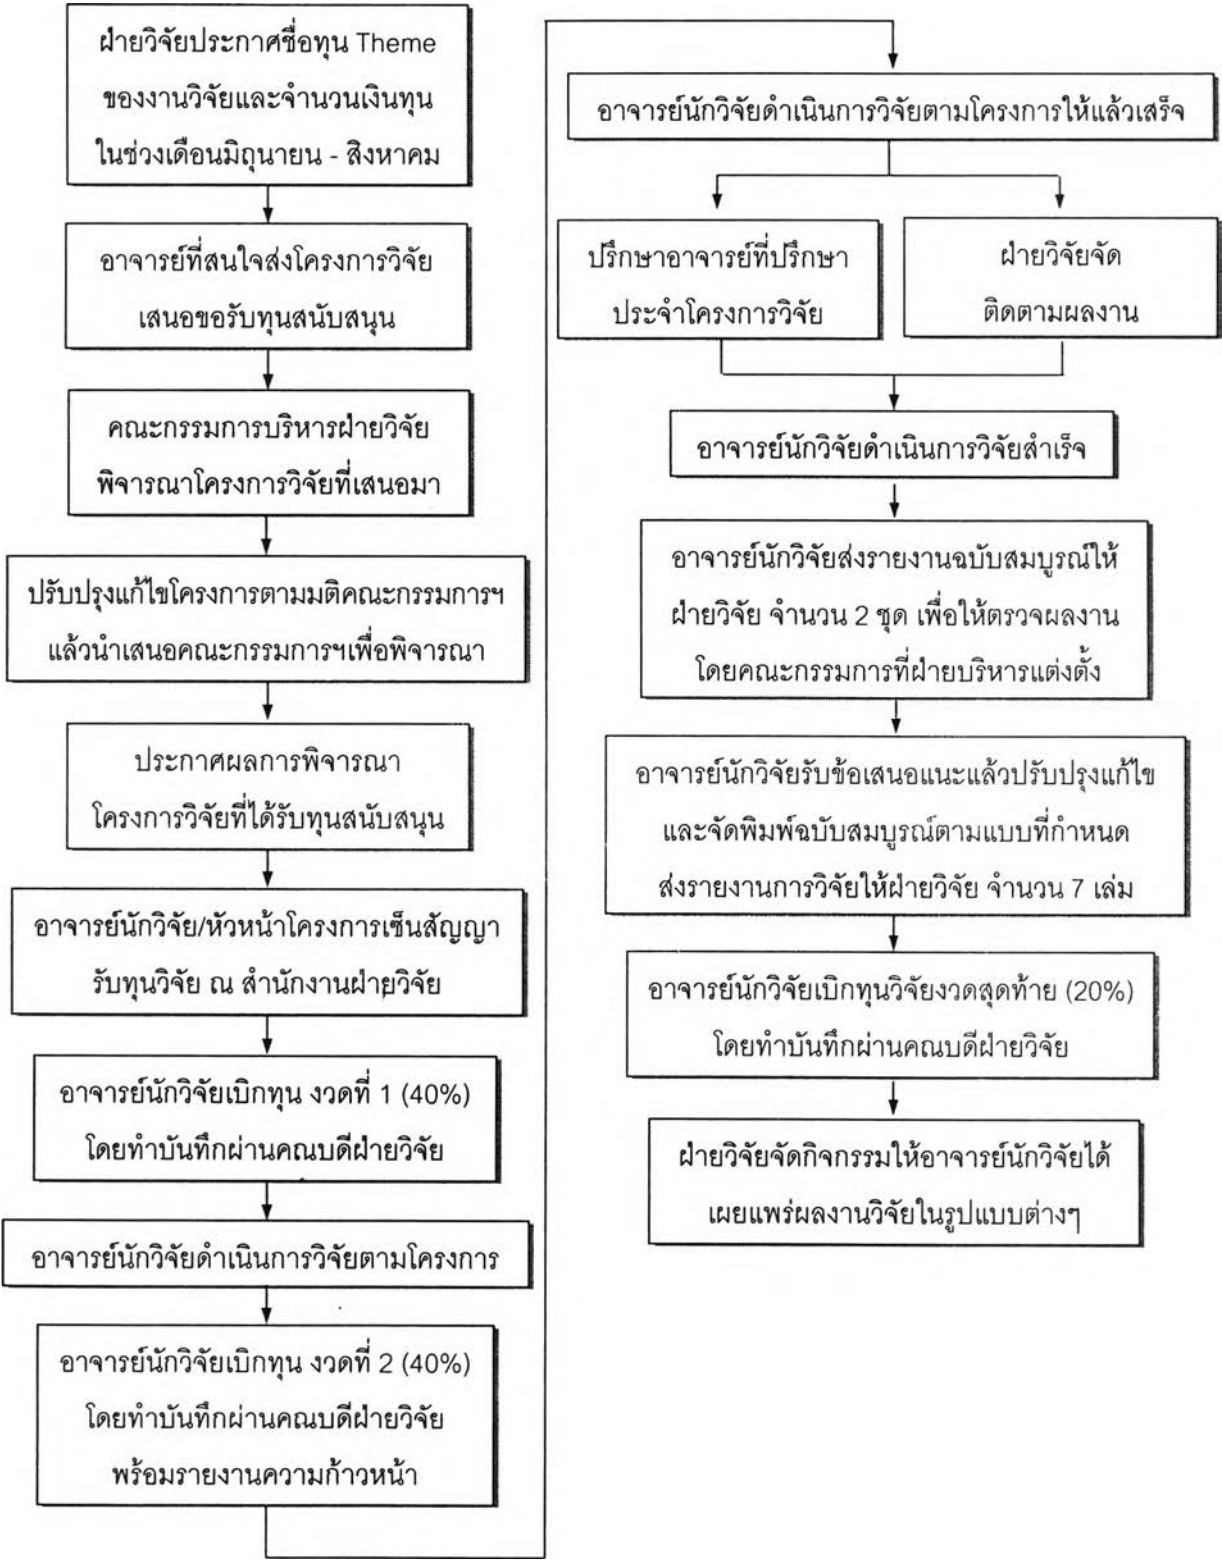 ฝ่ายวิจัยประกาศชื่อทุน Theme
ของงานวิจัยและจำนวนเงินทุน
ในช่วงเดือนมิถุนายน - สิงหาคม
อาจารย์ที่สนใจส่งโครงการวิจัย
เสนอขอรับทุนสนับสนุน
คณะกรรมการบริหารฝ่ายวิจัย
พิจารณาโครงการวิจัยที่เสนอมา
ปรับปรุงแก้ไขโครงการตามมติคณะกรรมการฯ
แล้วนำเสนอคณะกรรมการฯเพื่อพิจารณา
ประกาศผลการพิจารณา
โครงการวิจัยที่ได้รับทุนสนับสนุน
อาจารย์นักวิจัย/หัวหน้าโครงการเซ็นสัญญา
รับทุนวิจัย ณ สำนักงานฝ่ายวิจัย
อาจารย์นักวิจัยเบิกทุน งวดที่ 1 (40%)
โดยทำบันทึกผ่านคณบดีฝ่ายวิจัย
อาจารย์นักวิจัยดำเนินการวิจัยตามโครงการ
อาจารย์นักวิจัยเบิกทุน งวดที่ 2 (40%)
โดยทำบันทึกผ่านคณบดีฝ่ายวิจัย
พร้อมรายงานความก้าวหน้า
อาจารย์นักวิจัยดำเนินการวิจัยตามโครงการให้แล้วเสร็จ
ปรึกษาอาจารย์ที่ปรึกษา
ประจำโครงการวิจัย
ฝ่ายวิจัยจัด
ติดตามผลงาน
อาจารย์นักวิจัยดำเนินการวิจัยสำเร็จ
อาจารย์นักวิจัยส่งรายงานฉบับสมบูรณ์ให้
ฝ่ายวิจัย จำนวน 2 ชุด เพื่อให้ตรวจผลงาน
โดยคณะกรรมการที่ฝ่ายบริหารแต่งตั้ง
อาจารย์นักวิจัยรับข้อเสนอแนะแล้วปรับปรุงแก้ไข
และจัดพิมพ์ฉบับสมบูรณ์ตามแบบที่กำหนด
ส่งรายงานการวิจัยให้ฝ่ายวิจัย จำนวน 7 เล่ม
อาจารย์นักวิจัยเบิกทุนวิจัยงวดสุดท้าย (20%)
โดยทำบันทึกผ่านคณบดีฝ่ายวิจัย
ฝ่ายวิจัยจัดกิจกรรมให้อาจารย์นักวิจัยได้
เผยแพร่ผลงานวิจัยในรูปแบบต่างๆ